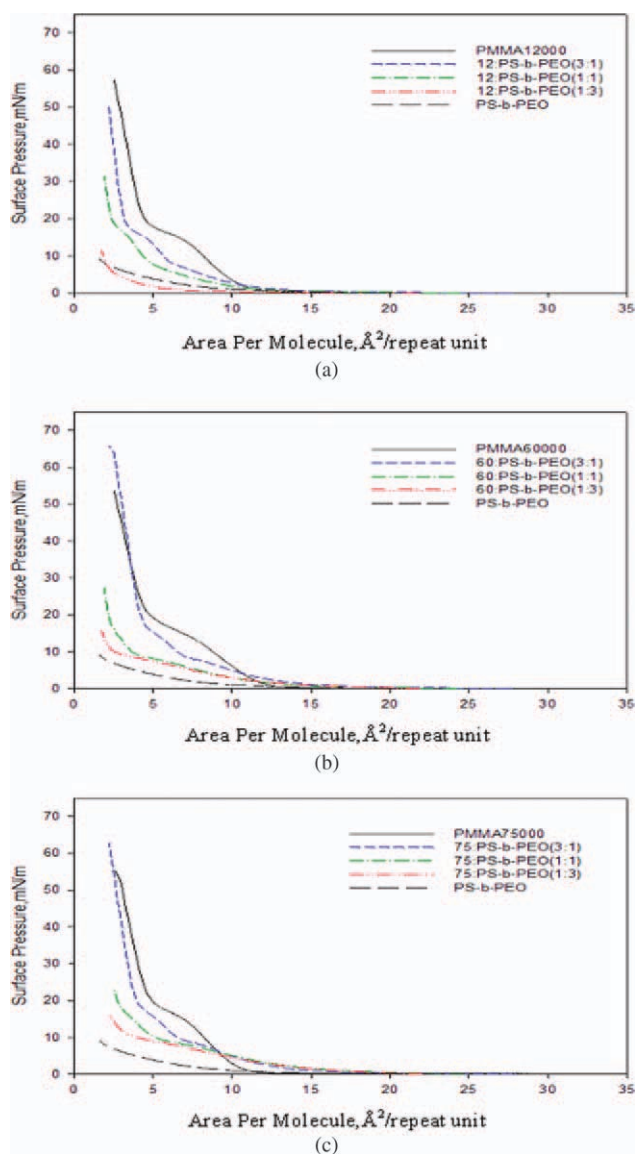 PMMA12000
12:PS-b-PEO(3:1)
12:PS-b-PEO(1:1)
12:PS-b-PEO(1:3)
PS-b-PEO
Surface Pressure,mN/m
70
60
50
40
30
20
10
0
0 5 10 15 20 25 30 35
Area Per Molecule,Å²/repeat unit
(a)
PMMA60000
60:PS-b-PEO(3:1)
60:PS-b-PEO(1:1)
60:PS-b-PEO(1:3)
PS-b-PEO
Surface Pressure,mN/m
70
60
50
40
30
20
10
0
0 5 10 15 20 25 30 35
Area Per Molecule,Å²/repeat unit
(b)
PMMA75000
75:PS-b-PEO(3:1)
75:PS-b-PEO(1:1)
75:PS-b-PEO(1:3)
PS-b-PEO
Surface Pressure,mN/m
70
60
50
40
30
20
10
0
0 5 10 15 20 25 30 35
Area Per Molecule,Å²/repeat unit
(c)